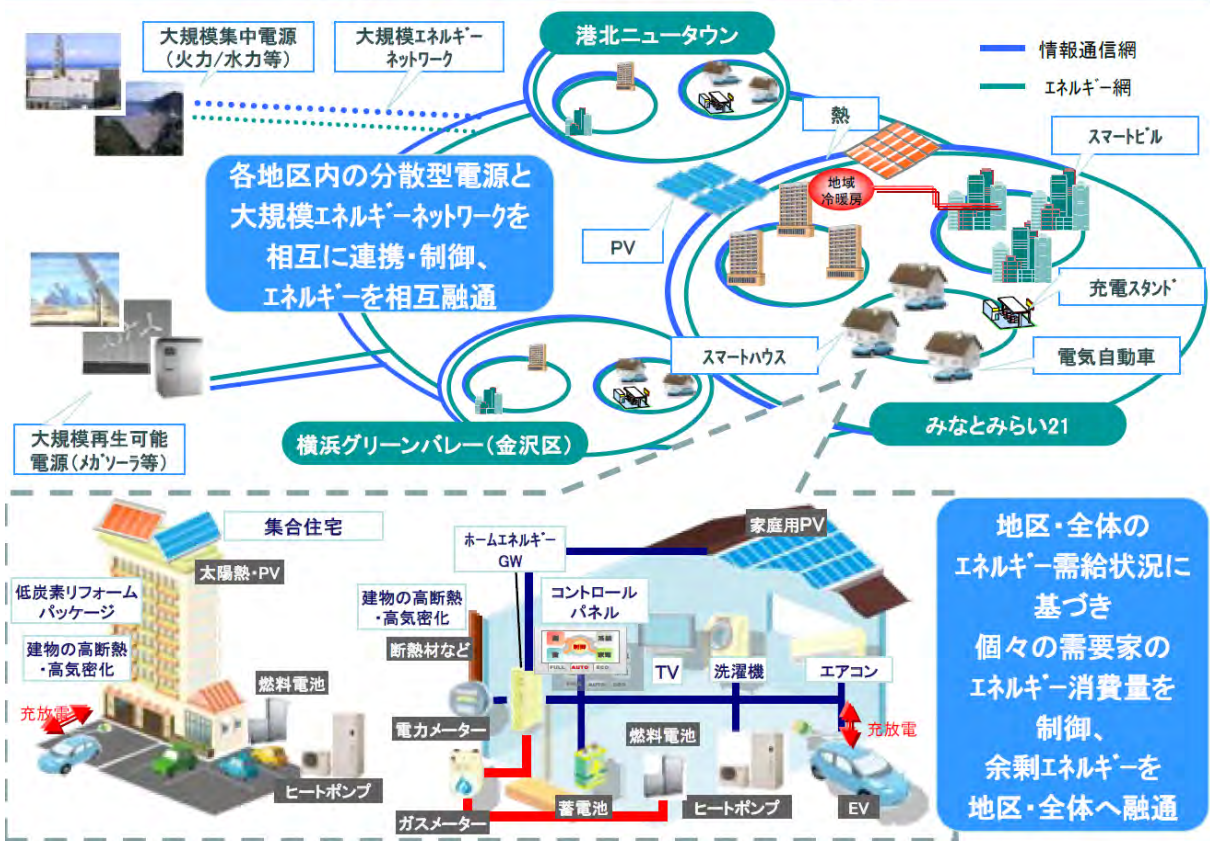 大規模集中電源
(火力/水力等)
大規模エネルギー
ネットワーク
港北ニュータウン
情報通信網
エネルギー網
熱
スマートビル
地域
冷暖房
PV
各地区内の分散型電源と
大規模エネルギーネットワークを
相互に連携・制御、
エネルギーを相互融通
充電スタンド
スマートハウス
電気自動車
みなとみらい21
横浜グリーンバレー(金沢区)
大規模再生可能
電源(メガソーラ等)
集合住宅
太陽熱・PV
低炭素リフォーム
パッケージ
建物の高断熱
・高気密化
燃料電池
充放電
ヒートポンプ
ホームエネルギー
GW
家庭用PV
建物の高断熱
・高気密化
断熱材など
コントロール
パネル
制御
FULL AUTO ECO
TV
洗濯機
エアコン
電力メーター
燃料電池
充放電
ガスメーター
蓄電池
ヒートポンプ
EV
地区・全体の
エネルギー需給状況に
基づき
個々の需要家の
エネルギー消費量を
制御、
余剰エネルギーを
地区・全体へ融通